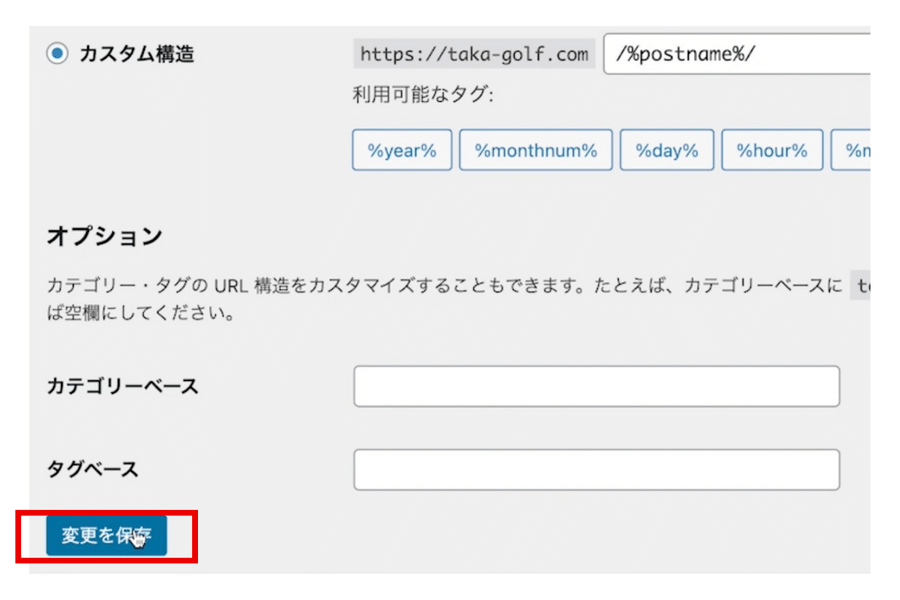 カスタム構造 https://taka-golf.com /%postname%/
利用可能なタグ:
%year% %monthnum% %day% %hour%
オプション
カテゴリー・タグの URL 構造をカスタマイズすることもできます。たとえば、カテゴリーベースに
ば空欄にしてください。
カテゴリーベース
タグベース
変更を保存